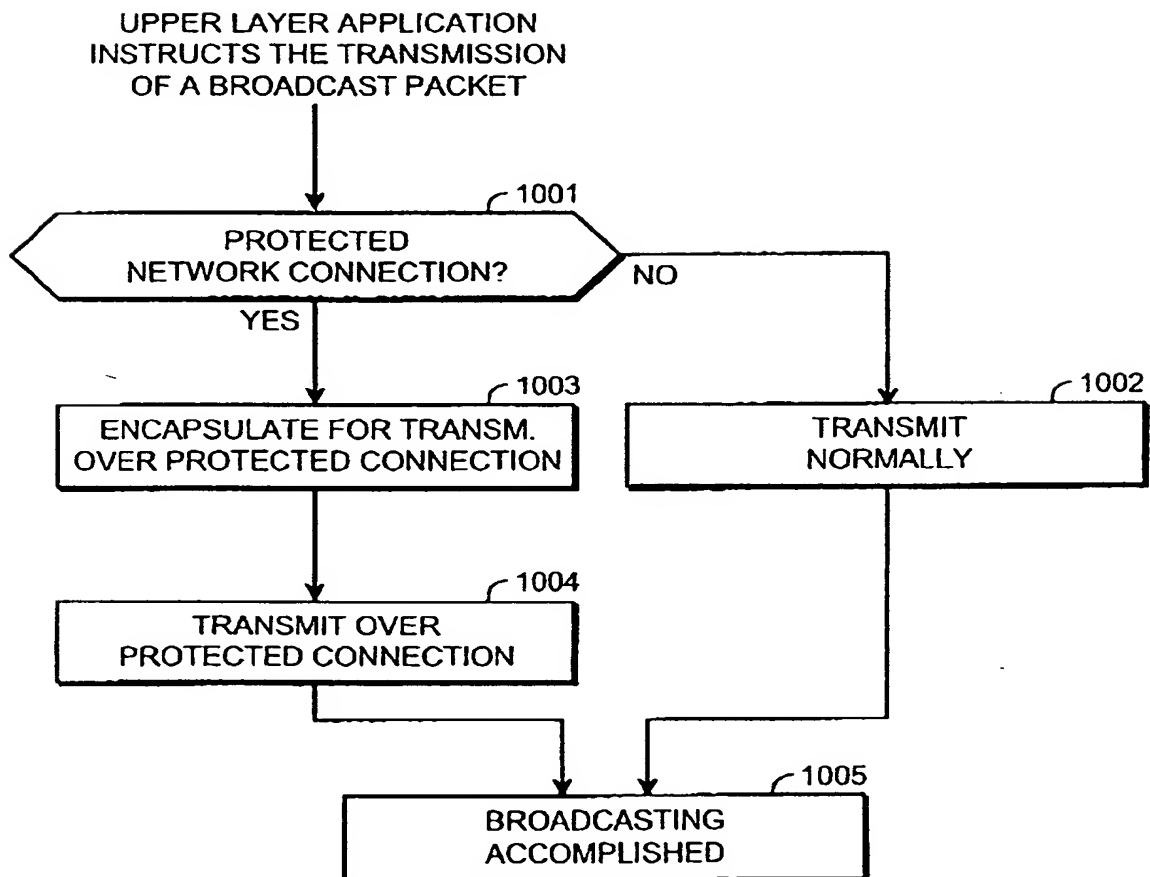 UPPER LAYER APPLICATION
INSTRUCTS THE TRANSMISSION
OF A BROADCAST PACKET
1001
PROTECTED
NETWORK CONNECTION?
NO
YES
1003
ENCAPSULATE FOR TRANSM.
OVER PROTECTED CONNECTION
1002
TRANSMIT
NORMALLY
1004
TRANSMIT OVER
PROTECTED CONNECTION
1005
BROADCASTING
ACCOMPLISHED